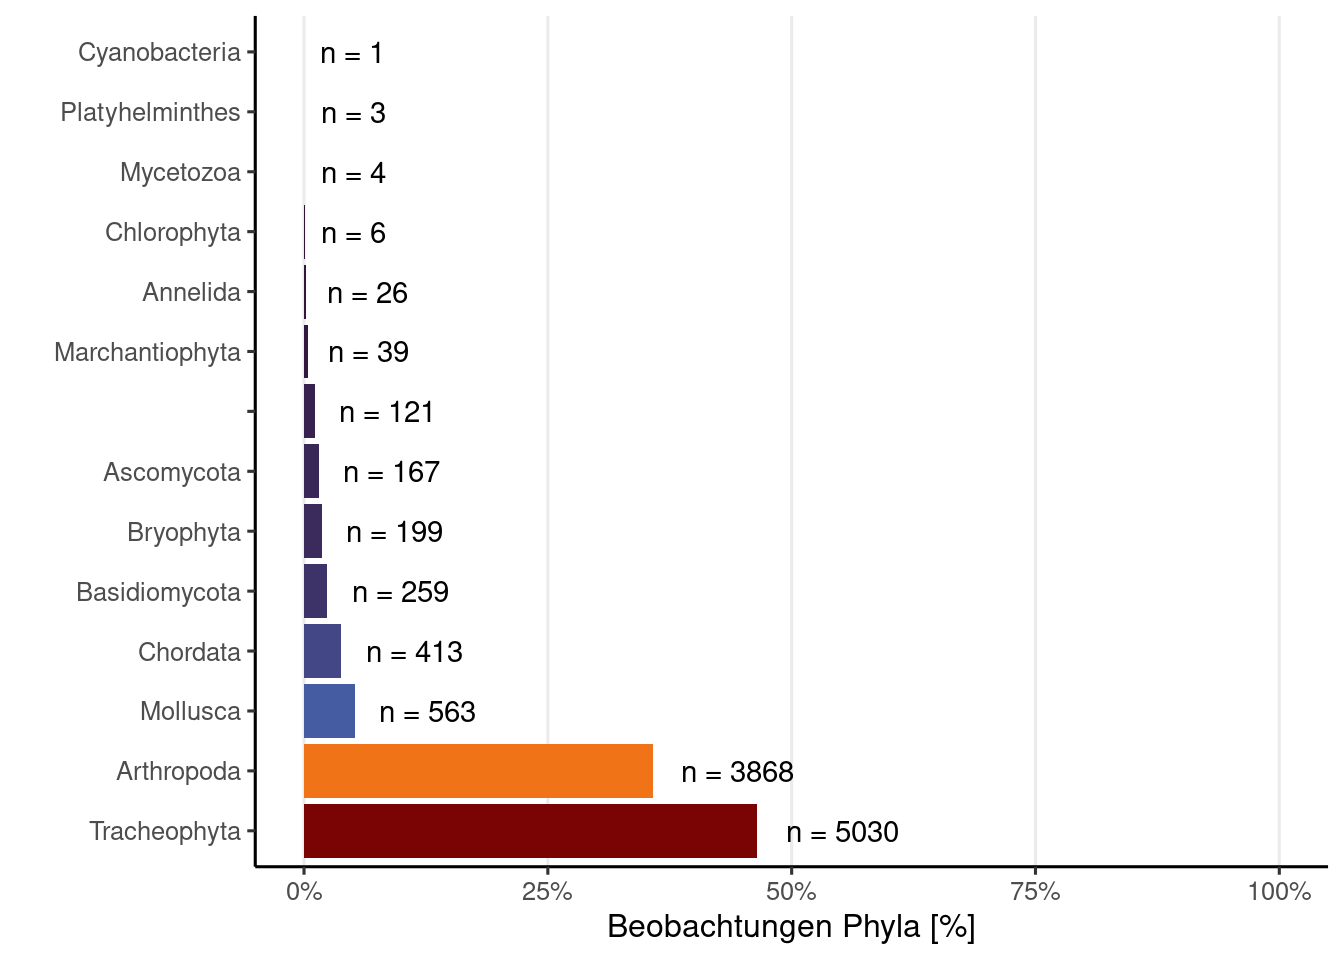 Cyanobacteria n = 1
Platyhelminthes n = 3
Mycetozoa n = 4
Chlorophyta n = 6
Annelida n = 26
Marchantiophyta n = 39
n = 121
Ascomycota n = 167
Bryophyta n = 199
Basidiomycota n = 259
Chordata n = 413
Mollusca n = 563
Arthropoda n = 3868
Tracheophyta n = 5030
0% 25% 50% 75% 100%
Beobachtungen Phyla [%]